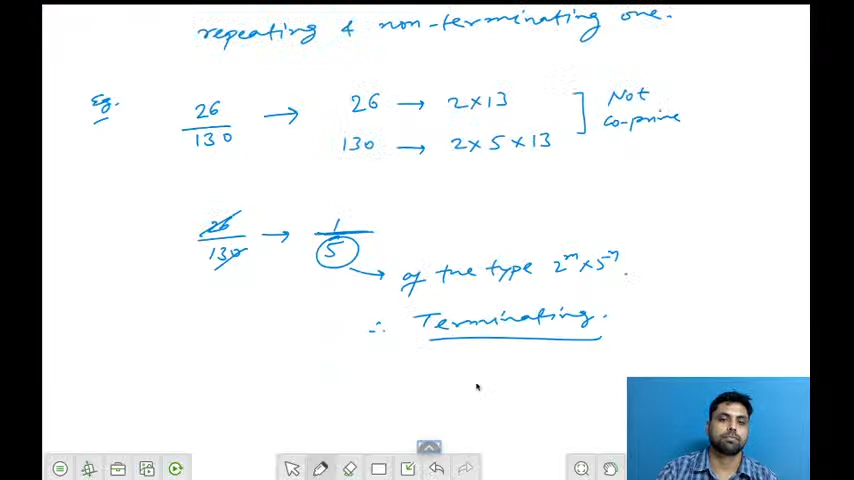 repeating & non-terminating one.
Eg. 26/130 → 26 → 2×13 ] Not co-prime
130 → 2×5×13
26/130 → 1/5
→ of the type 2^m × 5^n.
∴ Terminating.